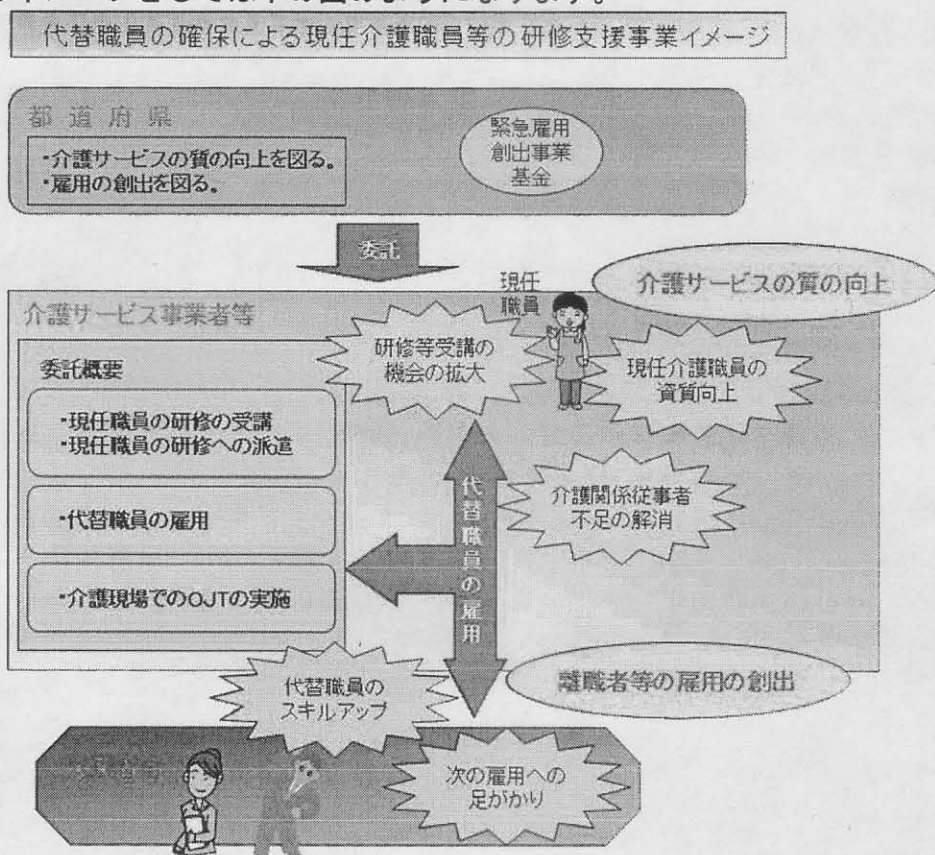 代替職員の確保による現任介護職員等の研修支援事業イメージ
都道府県
・介護サービスの質の向上を図る。
・雇用の創出を図る。
緊急雇用
創出事業
基金
委託
現任
職員
介護サービスの質の向上
介護サービス事業者等
研修等受講の
機会の拡大
現任介護職員の
資質向上
委託概要
・現任職員の研修の受講
・現任職員の研修への派遣
・代替職員の雇用
・介護現場でのOJTの実施
代替職員の雇用
介護関係従事者
不足の解消
離職者等の雇用の創出
代替職員の
スキルアップ
次の雇用への
足がかり